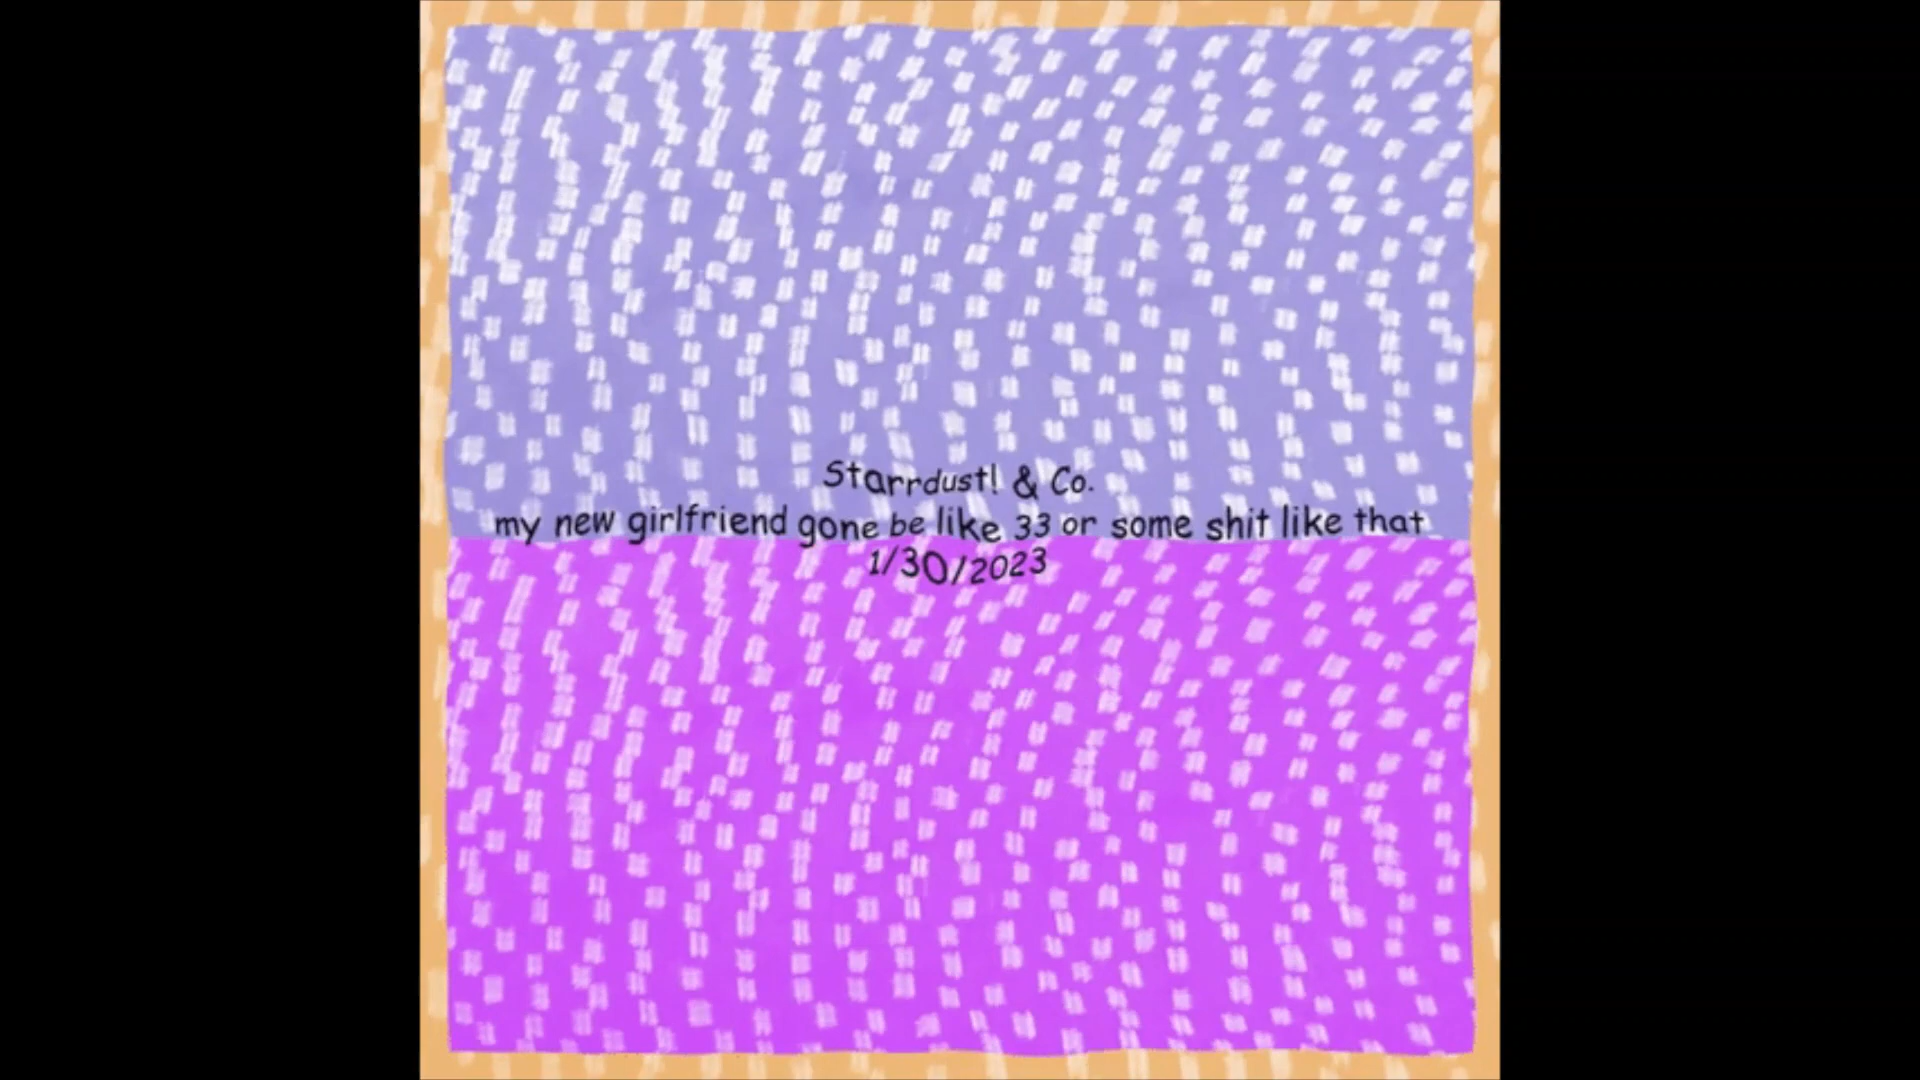 Starrdust! & Co.
my new girlfriend gone be like 33 or some shit like that
1/30/2023